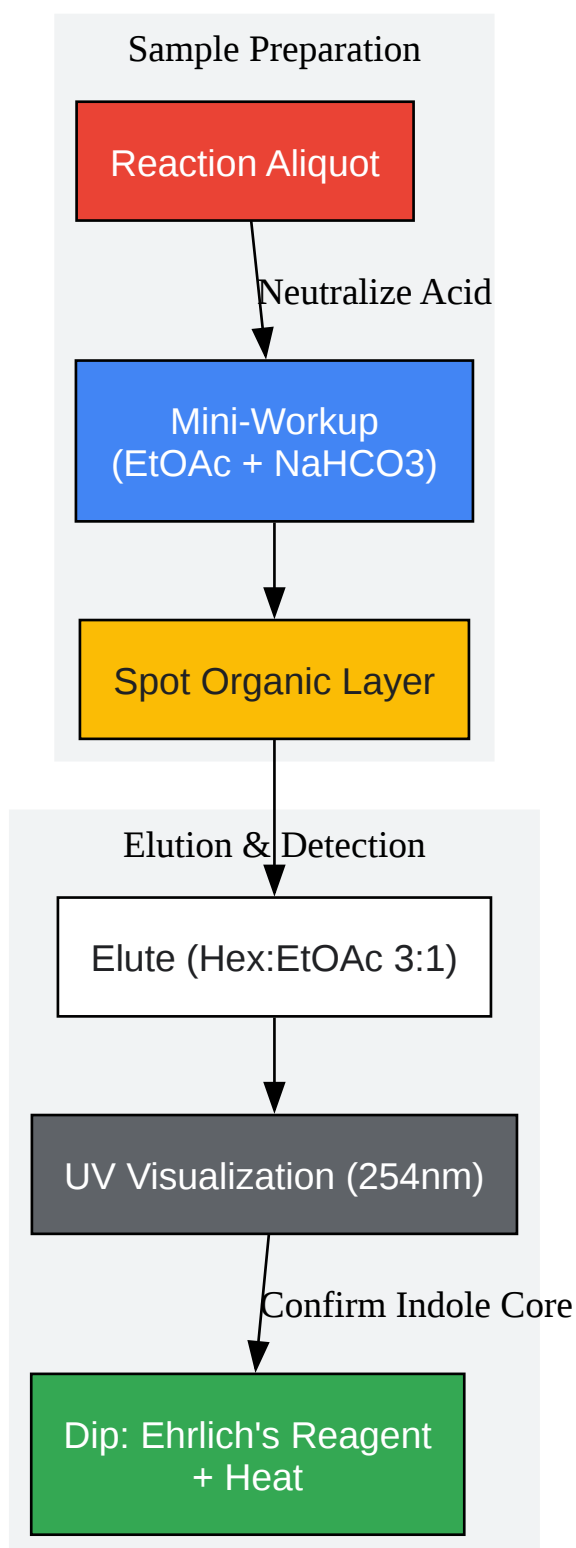 Sample Preparation
Reaction Aliquot
Neutralize Acid
Mini-Workup
(EtOAc + NaHCO3)
Spot Organic Layer
Elution & Detection
Elute (Hex:EtOAc 3:1)
UV Visualization (254nm)
Confirm Indole Core
Dip: Ehrlich's Reagent
+ Heat